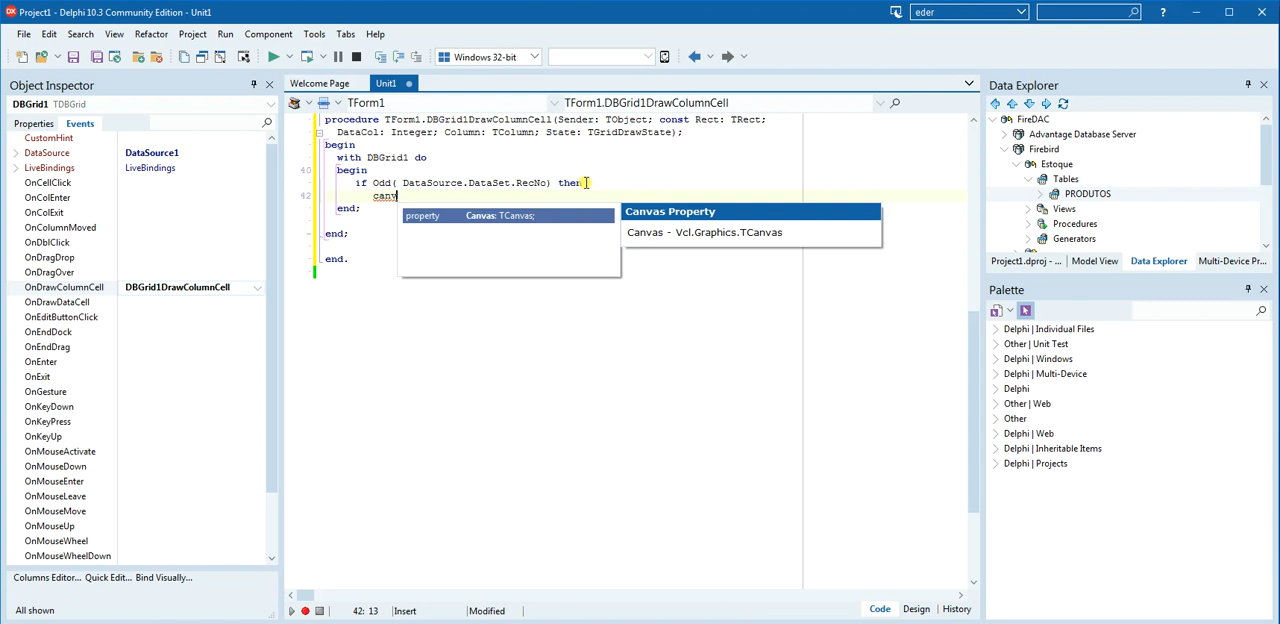 Project1 - Delphi 10.3 Community Edition - Unit1
eder
File Edit Search View Refactor Project Run Component Tools Tabs Help
Windows 32-bit
Object Inspector
DBGrid1 TDBGrid
Properties Events
CustomHint
DataSource DataSource1
LiveBindings LiveBindings
OnCellClick
OnColEnter
OnColExit
OnColumnMoved
OnDblClick
OnDragDrop
OnDragOver
OnDrawColumnCell DBGrid1DrawColumnCell
OnDrawDataCell
OnEditButtonClick
OnEndDock
OnEndDrag
OnEnter
OnExit
OnGesture
OnKeyDown
OnKeyPress
OnKeyUp
OnMouseActivate
OnMouseDown
OnMouseEnter
OnMouseLeave
OnMouseMove
OnMouseUp
OnMouseWheel
OnMouseWheelDown
Columns Editor... Quick Edit... Bind Visually...
All shown
Welcome Page Unit1
TForm1 TForm1.DBGrid1DrawColumnCell
procedure TForm1.DBGrid1DrawColumnCell(Sender: TObject; const Rect: TRect;
DataCol: Integer; Column: TColumn; State: TGridDrawState);
begin
with DBGrid1 do
40 begin
if Odd( DataSource.DataSet.RecNo) then
42 canv
end;
end;
end.
property Canvas: TCanvas;
Canvas Property
Canvas - Vcl.Graphics.TCanvas
42: 13 Insert Modified
Code Design History
Data Explorer
FireDAC
Advantage Database Server
Firebird
Estoque
Tables
PRODUTOS
Views
Procedures
Generators
Project1.dproj - ... Model View Data Explorer Multi-Device Pr...
Palette
Delphi | Individual Files
Other | Unit Test
Delphi | Windows
Delphi | Multi-Device
Delphi
Other | Web
Other
Delphi | Web
Delphi | Inheritable Items
Delphi | Projects